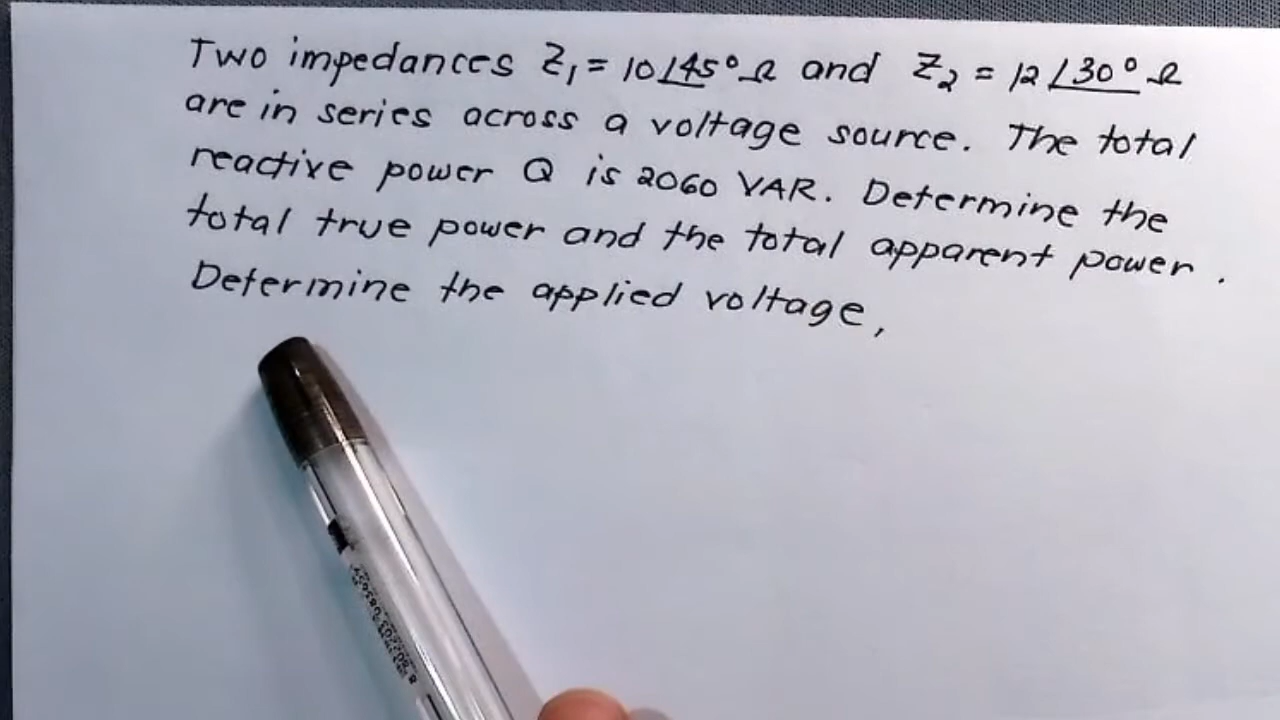 Two impedances Z₁ = 10∠45° Ω and Z₂ = 12∠30° Ω
are in series across a voltage source. The total
reactive power Q is 2060 VAR. Determine the
total true power and the total apparent power.
Determine the applied voltage,